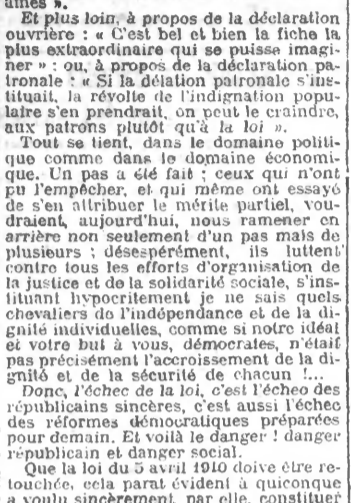 âmes ».
Et plus loin, à propos de la déclaration
ouvrière : « C'est bel et bien la fiche la
plus extraordinaire qui se puisse imagi-
ner » : ou, à propos de la déclaration pa-
tronale : « Si la délation patronale s'ins-
tituait, la révolte de l'indignation popu-
laire s'en prendrait, on peut le craindre,
aux patrons plutôt qu'à la loi ».
Tout se tient, dans le domaine politi-
que comme dans le domaine économi-
que. Un pas a été fait ; ceux qui n'ont
pu l'empêcher, et qui même ont essayé
de s'en attribuer le mérite partiel, vou-
draient, aujourd'hui, nous ramener en
arrière non seulement d'un pas mais de
plusieurs ; désespérément, ils luttent
contre tous les efforts d'organisation de
la justice et de la solidarité sociale, s'ins-
tituant hypocritement je ne sais quels
chevaliers de l'indépendance et de la di-
gnité individuelles, comme si notre idéal
et votre but à vous, démocrates, n'était
pas précisément l'accroissement de la di-
gnité et de la sécurité de chacun !...
Donc, l'échec de la loi, c'est l'échec des
républicains sincères, c'est aussi l'échec
des réformes démocratiques préparées
pour demain. Et voilà le danger ! danger
républicain et danger social.
Que la loi du 5 avril 1910 doive être re-
touchée, cela parait évident à quiconque
a voulu sincèrement, par elle, constituer